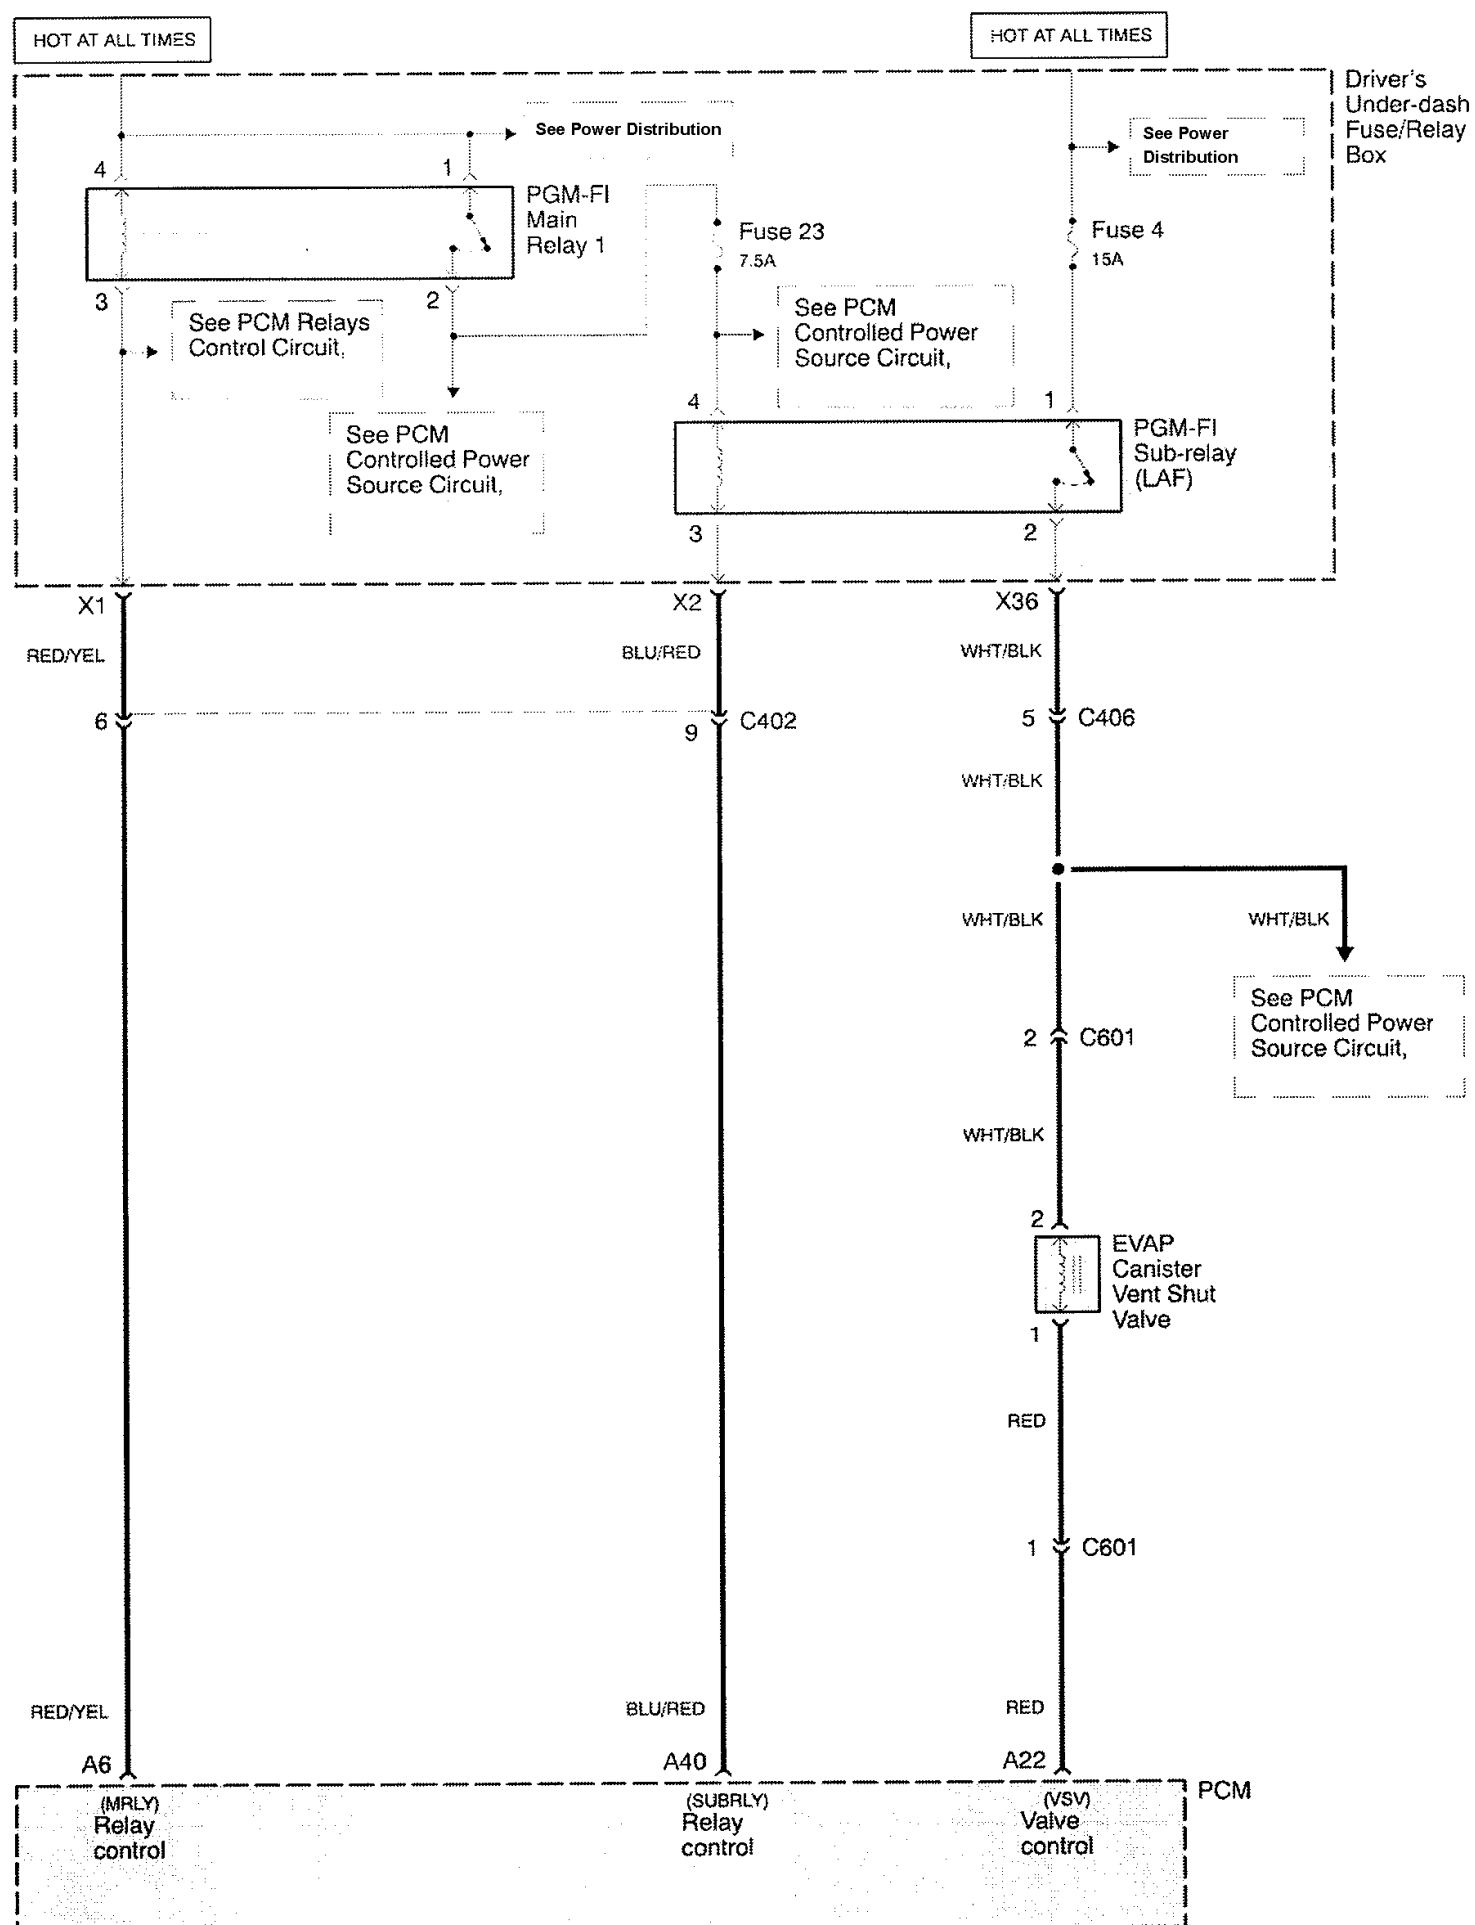 HOT AT ALL TIMES
HOT AT ALL TIMES
Driver's
Under-dash
Fuse/Relay
Box
See Power Distribution
See Power
Distribution
4
1
PGM-FI
Main
Relay 1
Fuse 23
7.5A
Fuse 4
15A
3
2
See PCM Relays
Control Circuit,
See PCM
Controlled Power
Source Circuit,
See PCM
Controlled Power
Source Circuit,
4
1
PGM-FI
Sub-relay
(LAF)
3
2
X1
X2
X36
RED/YEL
BLU/RED
WHT/BLK
6
9
C402
5
C406
WHT/BLK
WHT/BLK
WHT/BLK
See PCM
Controlled Power
Source Circuit,
2
C601
WHT/BLK
2
EVAP
Canister
Vent Shut
Valve
1
RED
1
C601
RED/YEL
BLU/RED
RED
A6
A40
A22
PCM
(MRLY)
Relay
control
(SUBRLY)
Relay
control
(VSV)
Valve
control